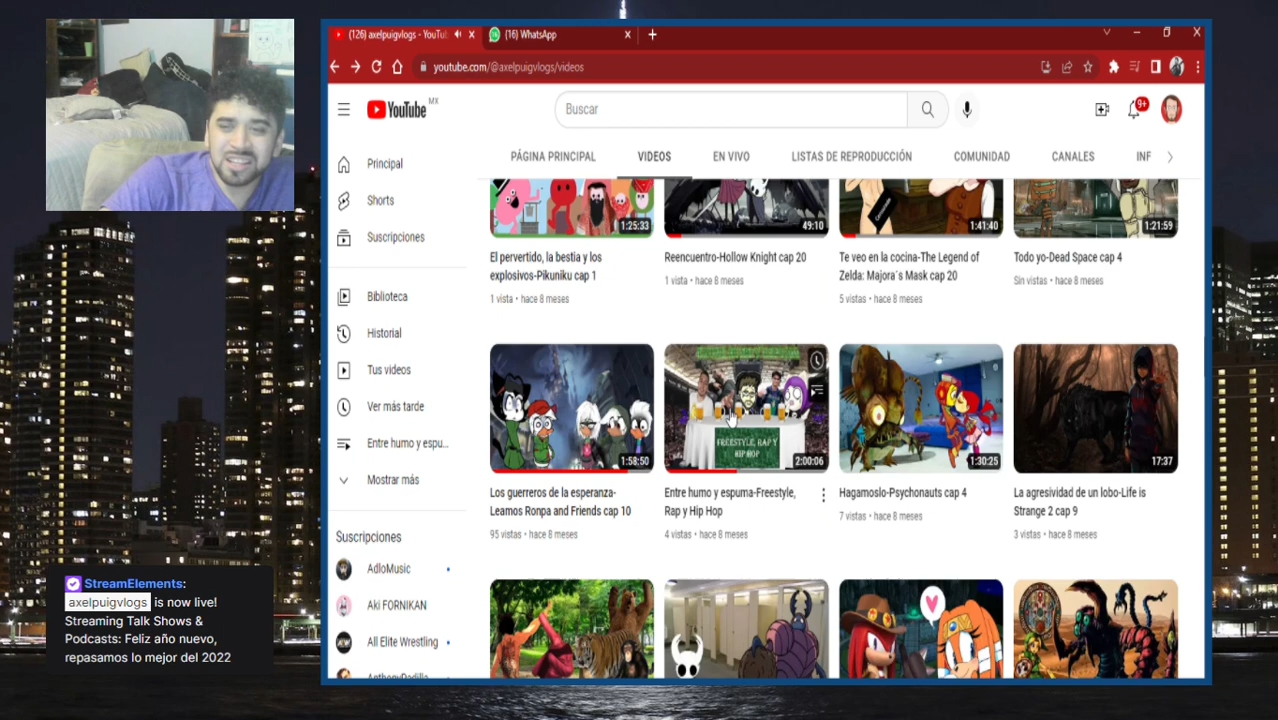 (126) axelpuigvlogs - YouTu
(16) WhatsApp
youtube.com/@axelpuigvlogs/videos
YouTube MX
Buscar
9+
PÁGINA PRINCIPAL
VIDEOS
EN VIVO
LISTAS DE REPRODUCCIÓN
COMUNIDAD
CANALES
INF
Principal
Shorts
Suscripciones
Biblioteca
Historial
Tus videos
Ver más tarde
Entre humo y espu...
Mostrar más
Suscripciones
AdloMusic
Aki FORNIKAN
All Elite Wrestling
AnthonyPadilla
1:25:33
49:10
1:41:40
1:21:59
El pervertido, la bestia y los
explosivos-Pikuniku cap 1
1 vista • hace 8 meses
Reencuentro-Hollow Knight cap 20
1 vista • hace 8 meses
Te veo en la cocina-The Legend of
Zelda: Majora´s Mask cap 20
5 vistas • hace 8 meses
Todo yo-Dead Space cap 4
Sin vistas • hace 8 meses
1:58:50
FREESTYLE, RAP Y
HIP HOP
2:00:06
1:30:25
17:37
Los guerreros de la esperanza-
Leamos Ronpa and Friends cap 10
95 vistas • hace 8 meses
Entre humo y espuma-Freestyle,
Rap y Hip Hop
4 vistas • hace 8 meses
Hagamoslo-Psychonauts cap 4
7 vistas • hace 8 meses
La agresividad de un lobo-Life is
Strange 2 cap 9
3 vistas • hace 8 meses
StreamElements:
axelpuigvlogs is now live!
Streaming Talk Shows &
Podcasts: Feliz año nuevo,
repasamos lo mejor del 2022